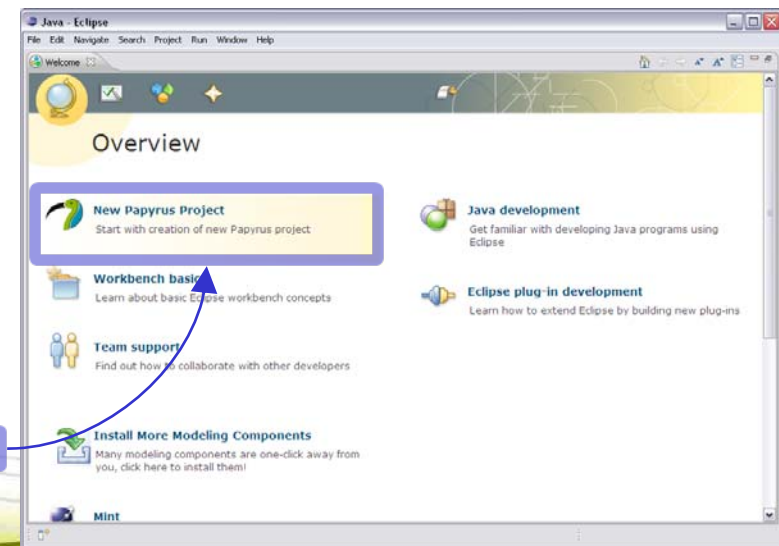 Java - Eclipse
File Edit Navigate Search Project Run Window Help
Welcome
Overview
New Papyrus Project
Start with creation of new Papyrus project
Workbench basics
Learn about basic Eclipse workbench concepts
Team support
Find out how to collaborate with other developers
Install More Modeling Components
Many modeling components are one-click away from
you, click here to install them!
Mint
Java development
Get familiar with developing Java programs using
Eclipse
Eclipse plug-in development
Learn how to extend Eclipse by building new plug-ins